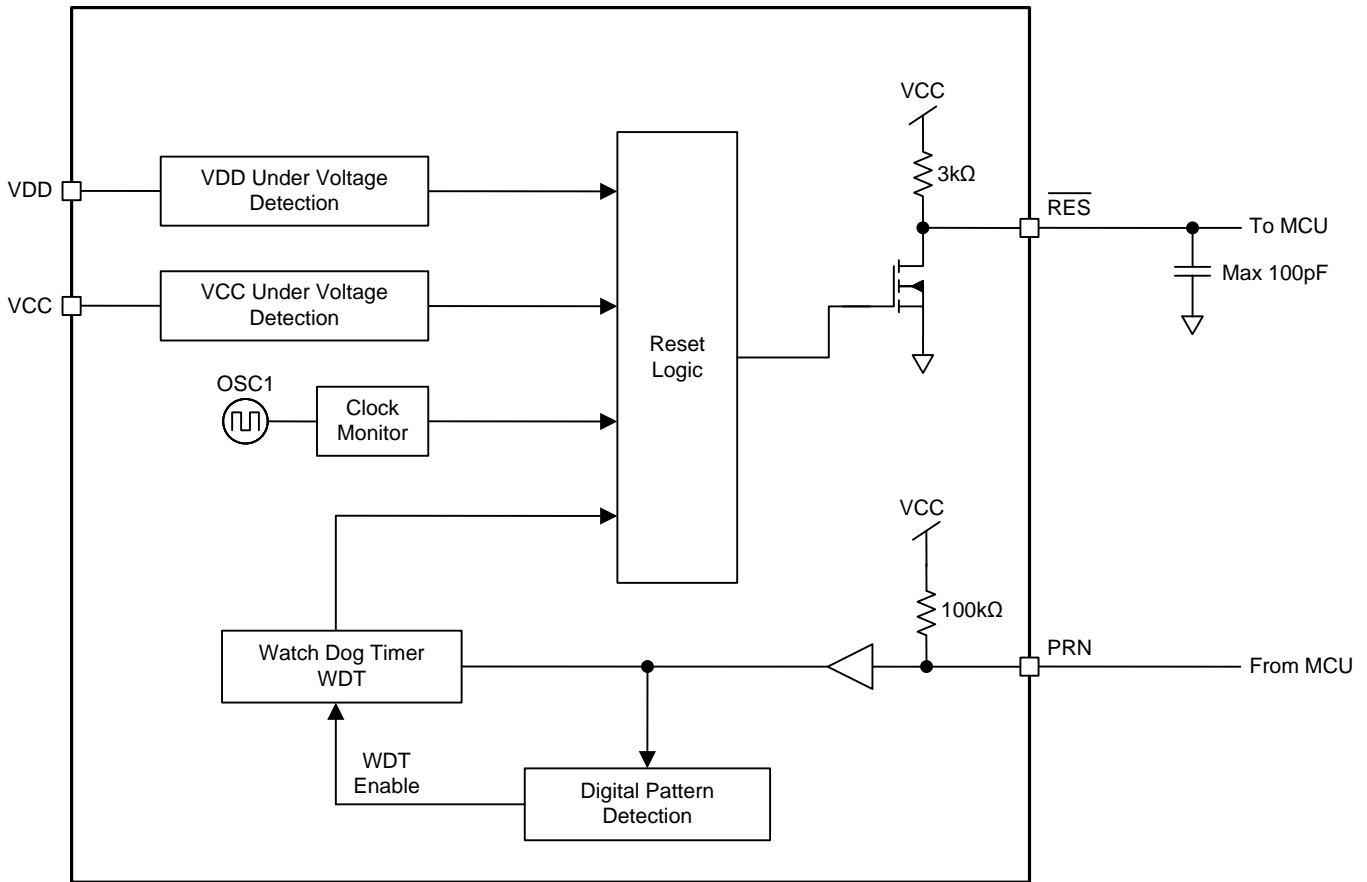 VCC
3kΩ
VDD
VDD Under Voltage
Detection
RES
To MCU
Max 100pF
VCC
VCC Under Voltage
Detection
Reset
Logic
OSC1
Clock
Monitor
VCC
100kΩ
PRN
From MCU
Watch Dog Timer
WDT
WDT
Enable
Digital Pattern
Detection